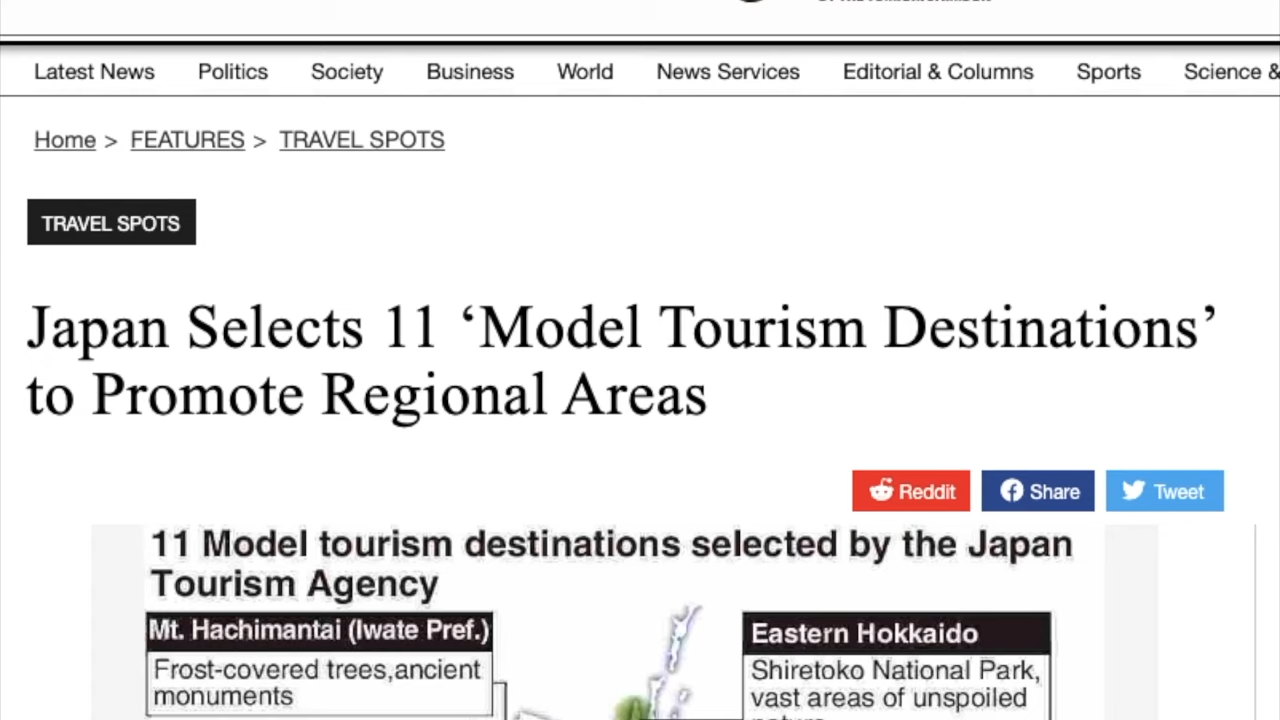 Latest News Politics Society Business World News Services Editorial & Columns Sports Science &
Home > FEATURES > TRAVEL SPOTS
TRAVEL SPOTS
Japan Selects 11 ‘Model Tourism Destinations’
to Promote Regional Areas
Reddit Share Tweet
11 Model tourism destinations selected by the Japan
Tourism Agency
Mt. Hachimantai (Iwate Pref.)
Frost-covered trees,ancient
monuments
Eastern Hokkaido
Shiretoko National Park,
vast areas of unspoiled